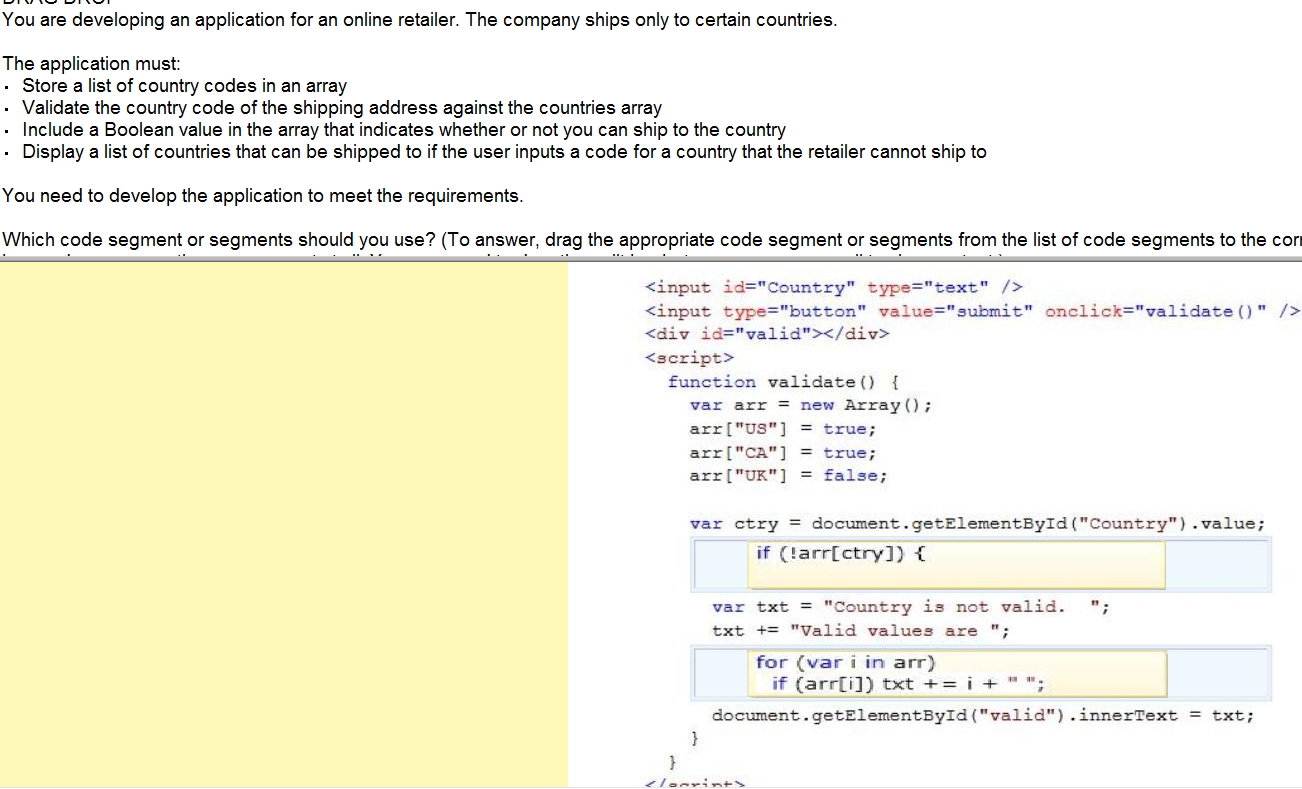 You are developing an application for an online retailer. The company ships only to certain countries.
The application must:
· Store a list of country codes in an array
· Validate the country code of the shipping address against the countries array
· Include a Boolean value in the array that indicates whether or not you can ship to the country
· Display a list of countries that can be shipped to if the user inputs a code for a country that the retailer cannot ship to
You need to develop the application to meet the requirements.
Which code segment or segments should you use? (To answer, drag the appropriate code segment or segments from the list of code segments to the corr
<input id="Country" type="text" />
<input type="button" value="submit" onclick="validate()" />
<div id="valid"></div>
<script>
function validate() {
var arr = new Array();
arr["US"] = true;
arr["CA"] = true;
arr["UK"] = false;
var ctry = document.getElementById("Country").value;
if (!arr[ctry]) {
var txt = "Country is not valid.  ";
txt += "Valid values are ";
for (var i in arr)
if (arr[i]) txt += i + " ";
document.getElementById("valid").innerText = txt;
}
}
</script>